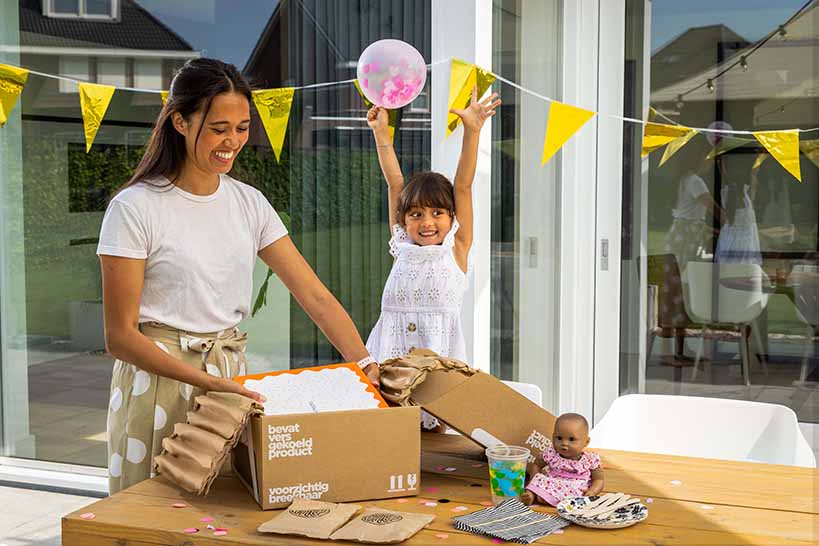 bevat
vers
gekoeld
product
voorzichtig
breekbaar